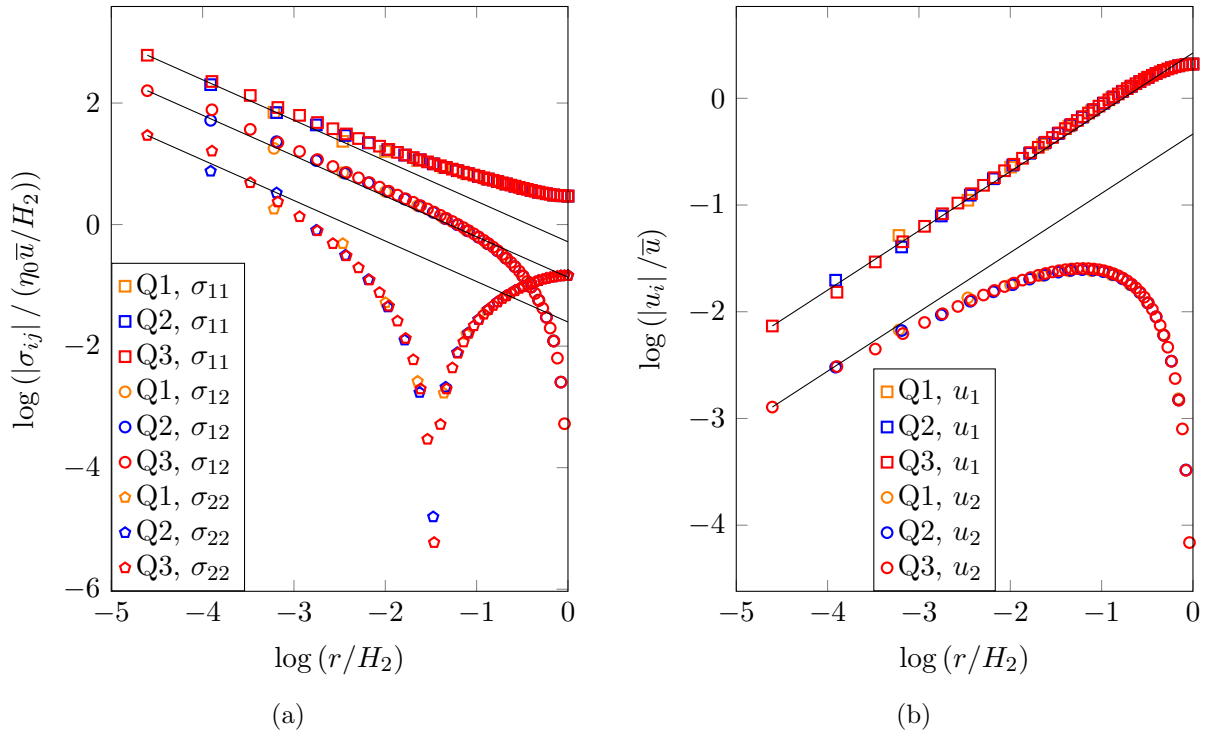 2
0
−2
−4
−6
−5
−4
−3
−2
−1
0
log (|σij| / (η0u̅/H2))
log (r/H2)
Q1, σ11
Q2, σ11
Q3, σ11
Q1, σ12
Q2, σ12
Q3, σ12
Q1, σ22
Q2, σ22
Q3, σ22
(a)
0
−1
−2
−3
−4
−5
−4
−3
−2
−1
0
log (|ui| /u̅)
log (r/H2)
Q1, u1
Q2, u1
Q3, u1
Q1, u2
Q2, u2
Q3, u2
(b)